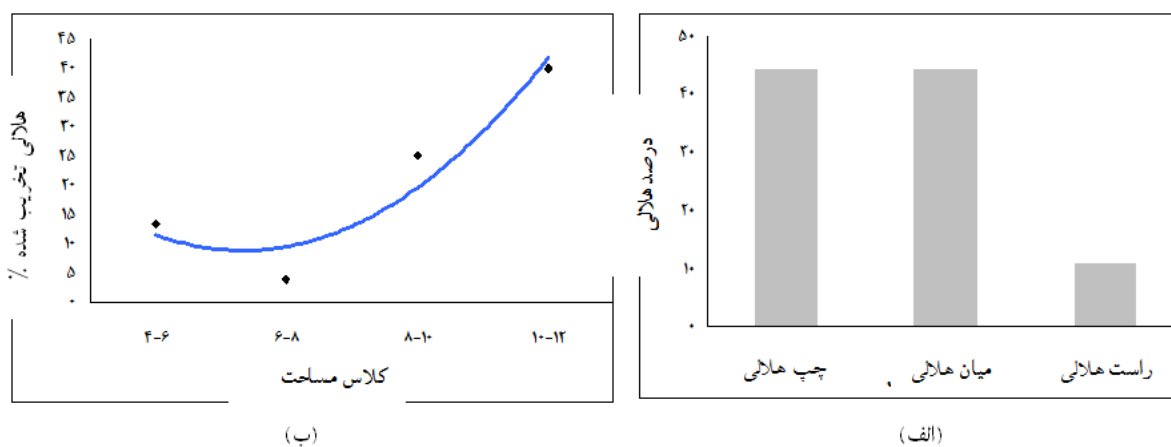 درصد هلالی
۵۰
۴۰
۳۰
۲۰
۱۰
۰
راست هلالی
میان هلالی
چپ هلالی
(الف)
هلالی تخریب شده %
۴۵
۴۰
۳۵
۳۰
۲۵
۲۰
۱۵
۱۰
۵
۰
۴-۶
۶-۸
۸-۱۰
۱۰-۱۲
کلاس مساحت
(ب)